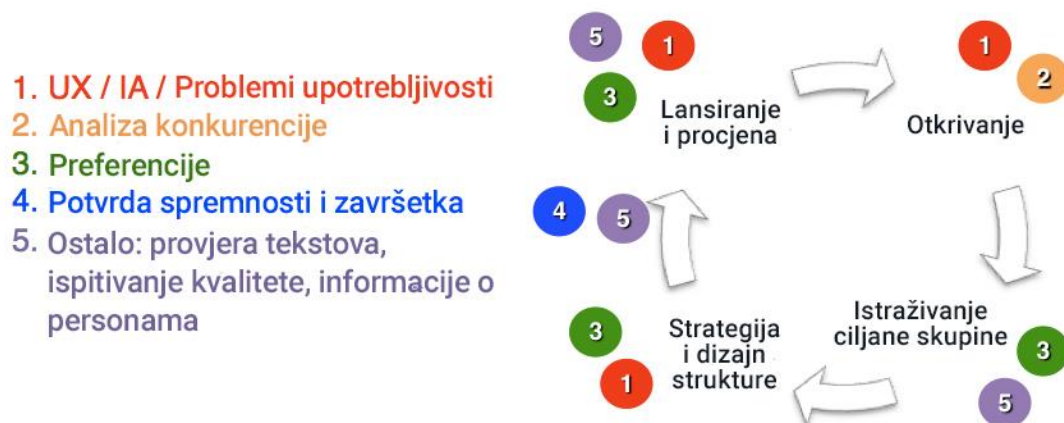 1. UX / IA / Problemi upotrebljivosti
2. Analiza konkurencije
3. Preferencije
4. Potvrda spremnosti i završetka
5. Ostalo: provjera tekstova,
ispitivanje kvalitete, informacije o
personama
5
1
3
Lansiranje
i procjena
1
2
Otkrivanje
4
5
3
1
Strategija
i dizajn
strukture
Istraživanje
ciljane skupine
3
5